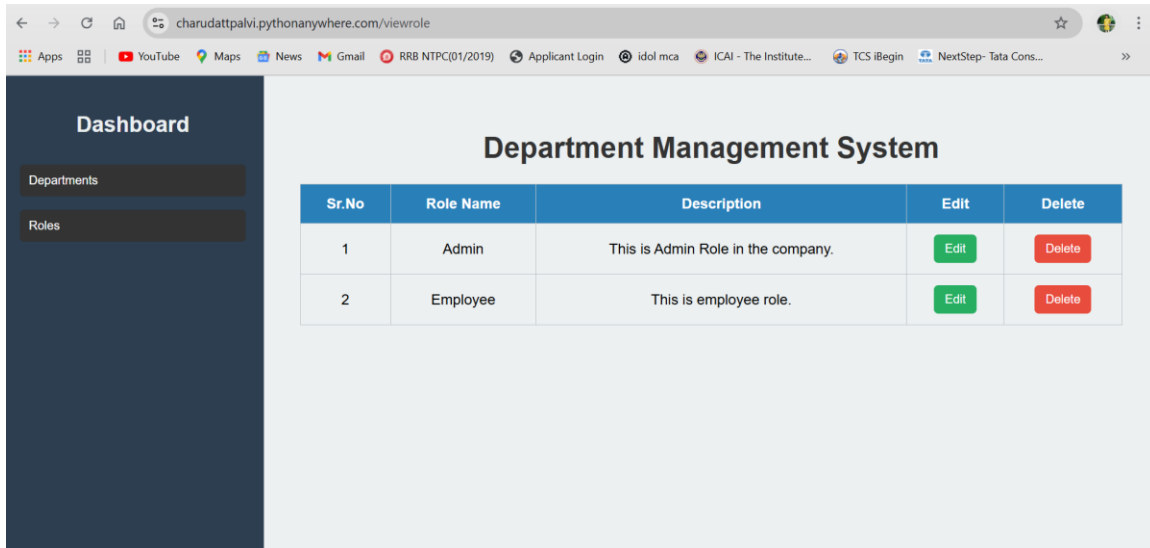 charudattpalvi.pythonanywhere.com/viewrole
Apps YouTube Maps News Gmail RRB NTPC(01/2019) Applicant Login idol mca ICAI - The Institute... TCS iBegin NextStep- Tata Cons... »
Dashboard
Departments
Roles
Department Management System
Sr.No Role Name Description Edit Delete
1 Admin This is Admin Role in the company. Edit Delete
2 Employee This is employee role. Edit Delete